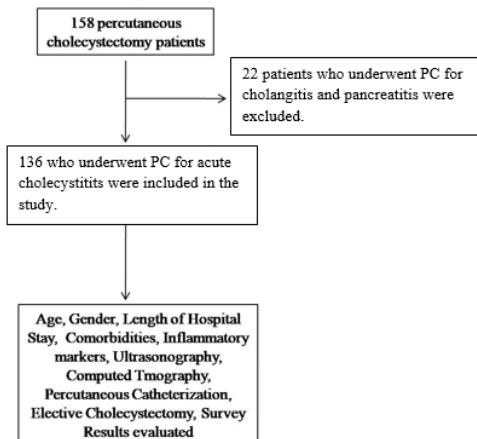 158 percutaneous
cholecystectomy patients
22 patients who underwent PC for
cholangitis and pancreatitis were
excluded.
136 who underwent PC for acute
cholecystitits were included in the
study.
Age, Gender, Length of Hospital
Stay, Comorbidities, Inflammatory
markers, Ultrasonography,
Computed Tmography,
Percutaneous Catheterization,
Elective Cholecystectomy, Survey
Results evaluated